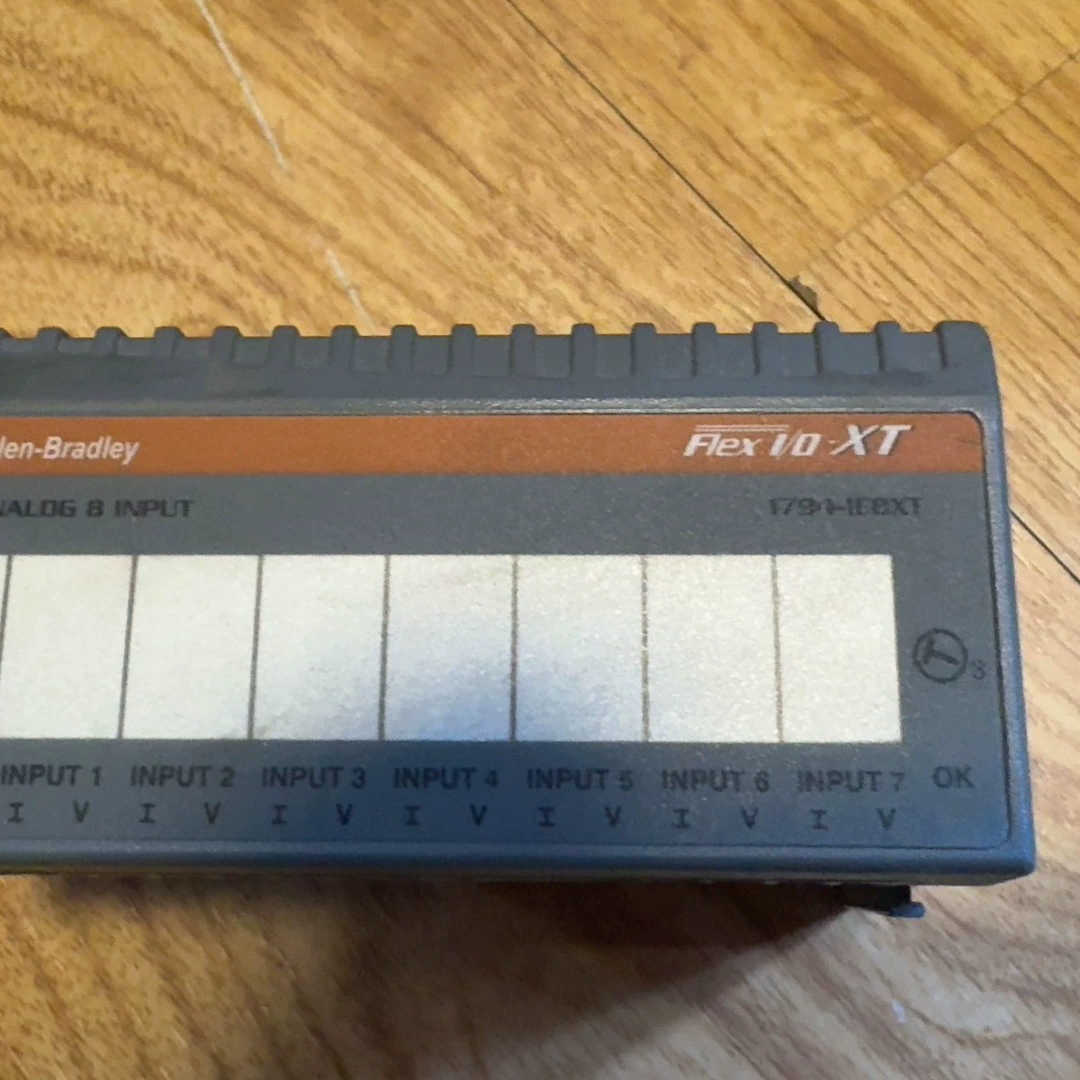 len-Bradley
Flex I/O-XT
NALOG 8 INPUT
1794-IE8XT
3
INPUT 1 INPUT 2 INPUT 3 INPUT 4 INPUT 5 INPUT 6 INPUT 7 OK
I V I V I V I V I V I V I V